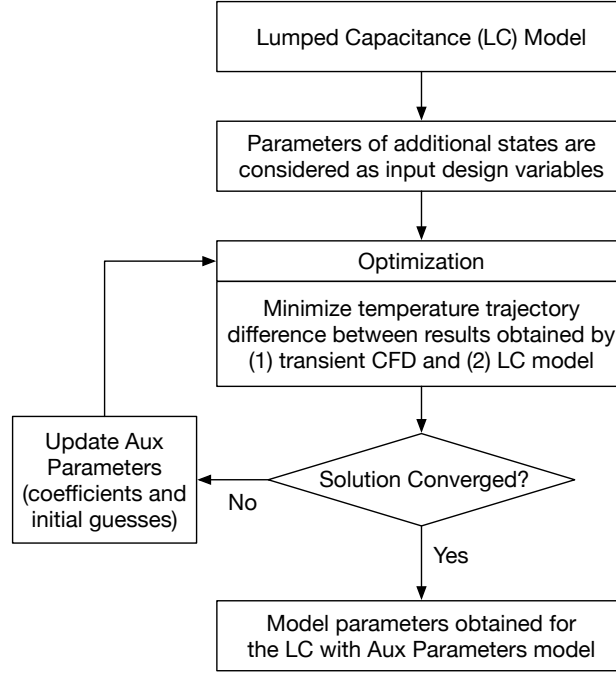 Lumped Capacitance (LC) Model
Parameters of additional states are
considered as input design variables
Optimization
Minimize temperature trajectory
difference between results obtained by
(1) transient CFD and (2) LC model
Update Aux
Parameters
(coefficients and
initial guesses)
Solution Converged?
No
Yes
Model parameters obtained for
the LC with Aux Parameters model